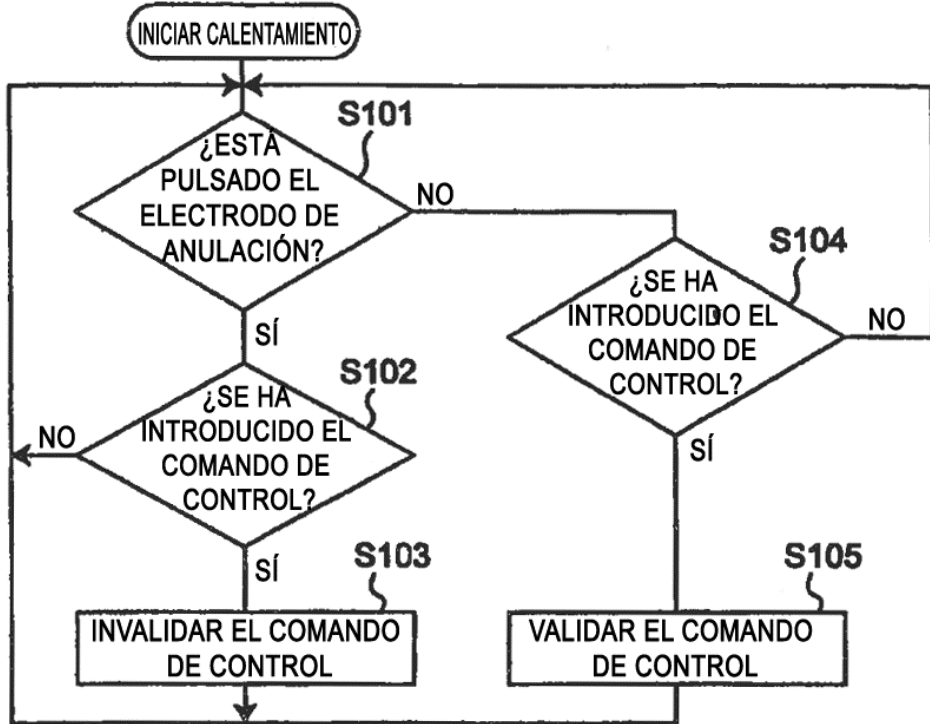 INICIAR CALENTAMIENTO
S101
¿ESTÁ
PULSADO EL
ELECTRODO DE
ANULACIÓN?
NO
SÍ
S104
¿SE HA
INTRODUCIDO EL
COMANDO DE
CONTROL?
NO
SÍ
S102
¿SE HA
INTRODUCIDO EL
COMANDO DE
CONTROL?
NO
SÍ
S103
INVALIDAR EL COMANDO
DE CONTROL
S105
VALIDAR EL COMANDO
DE CONTROL